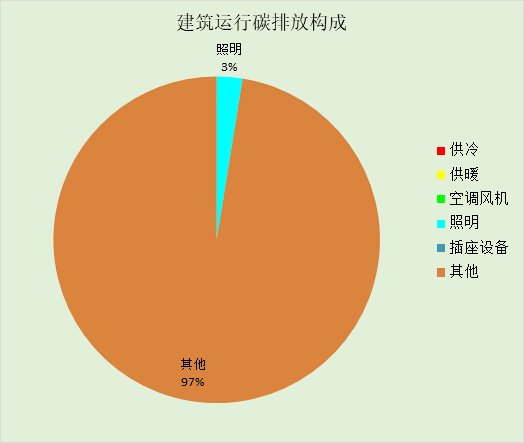 建筑运行碳排放构成
照明
3%
供冷
供暖
空调风机
照明
插座设备
其他
其他
97%